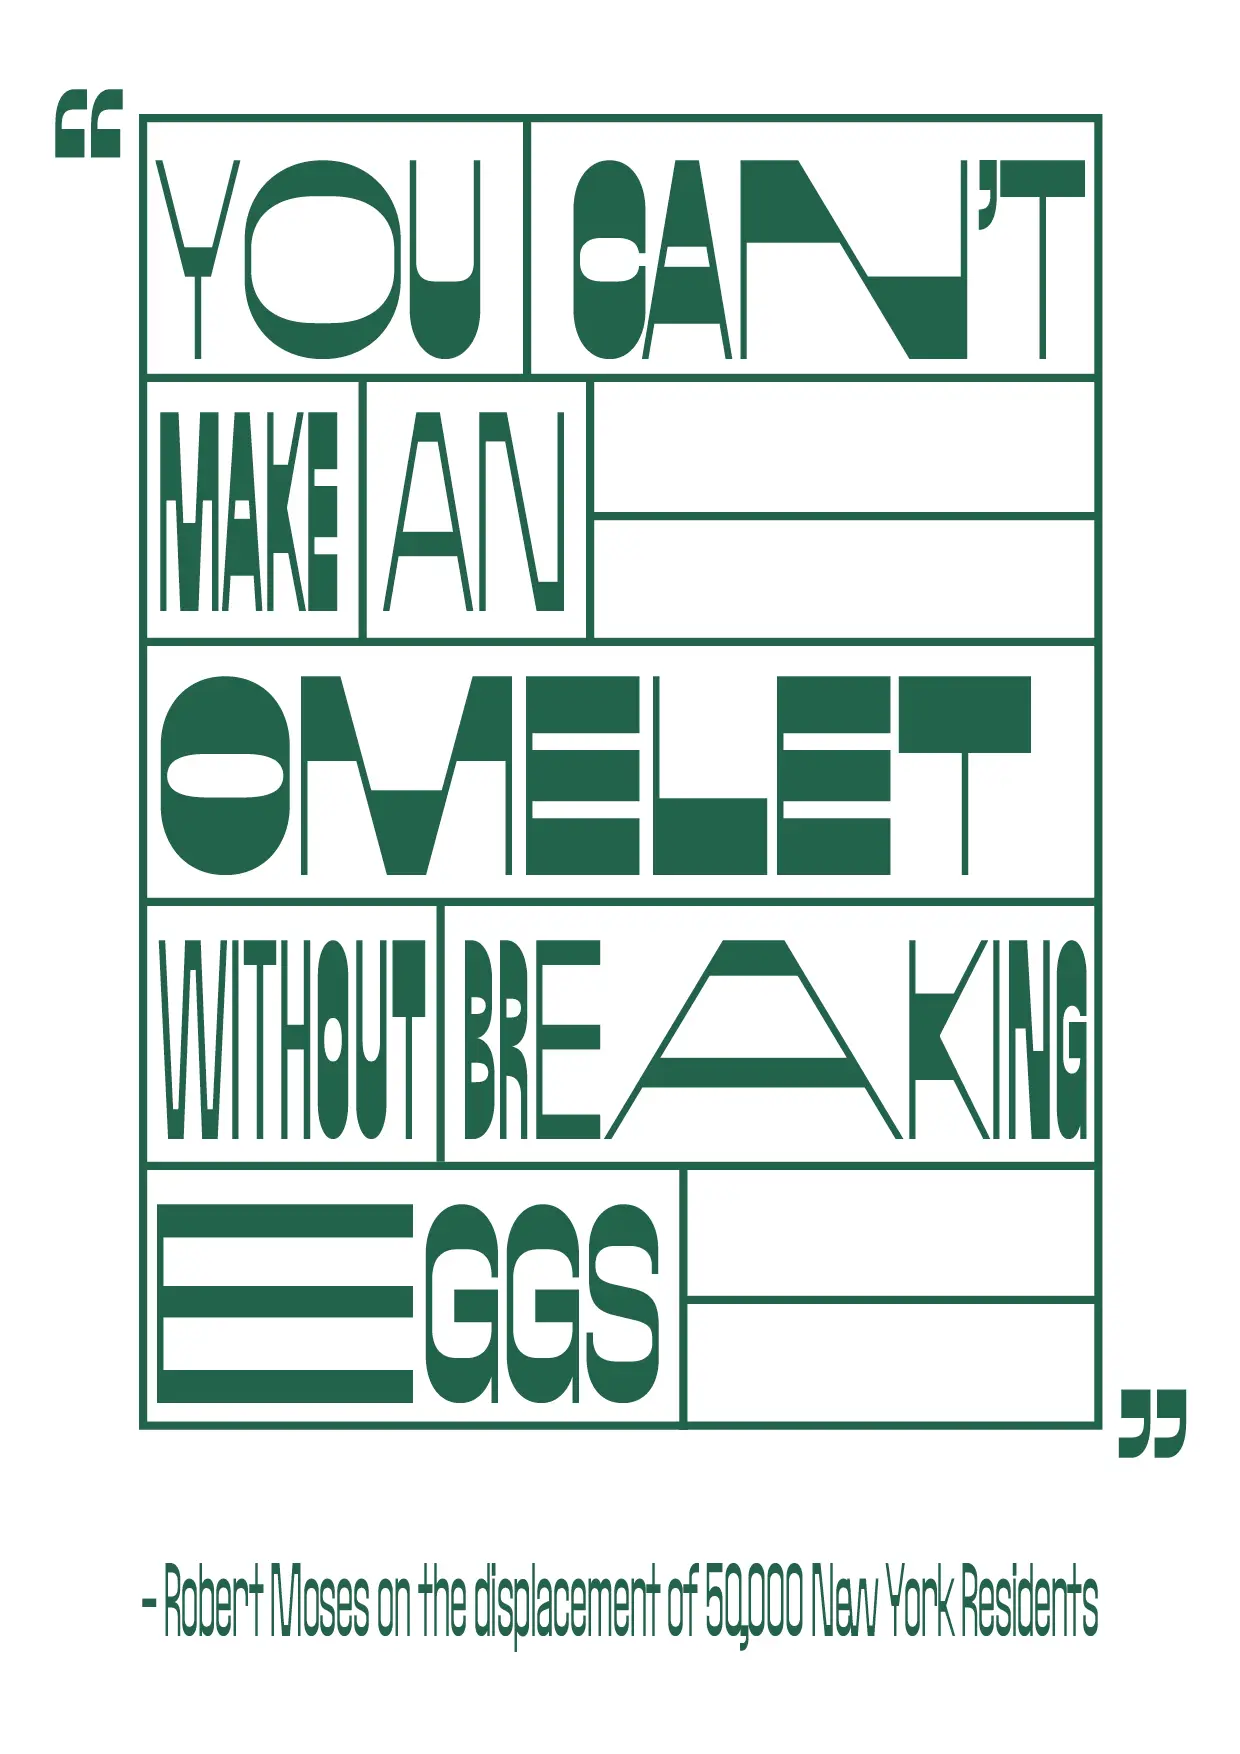 “YOU CAN’T
MAKE AN
OMELET
WITHOUT BREAKING
EGGS”
- Robert Moses on the displacement of 50,000 New York Residents